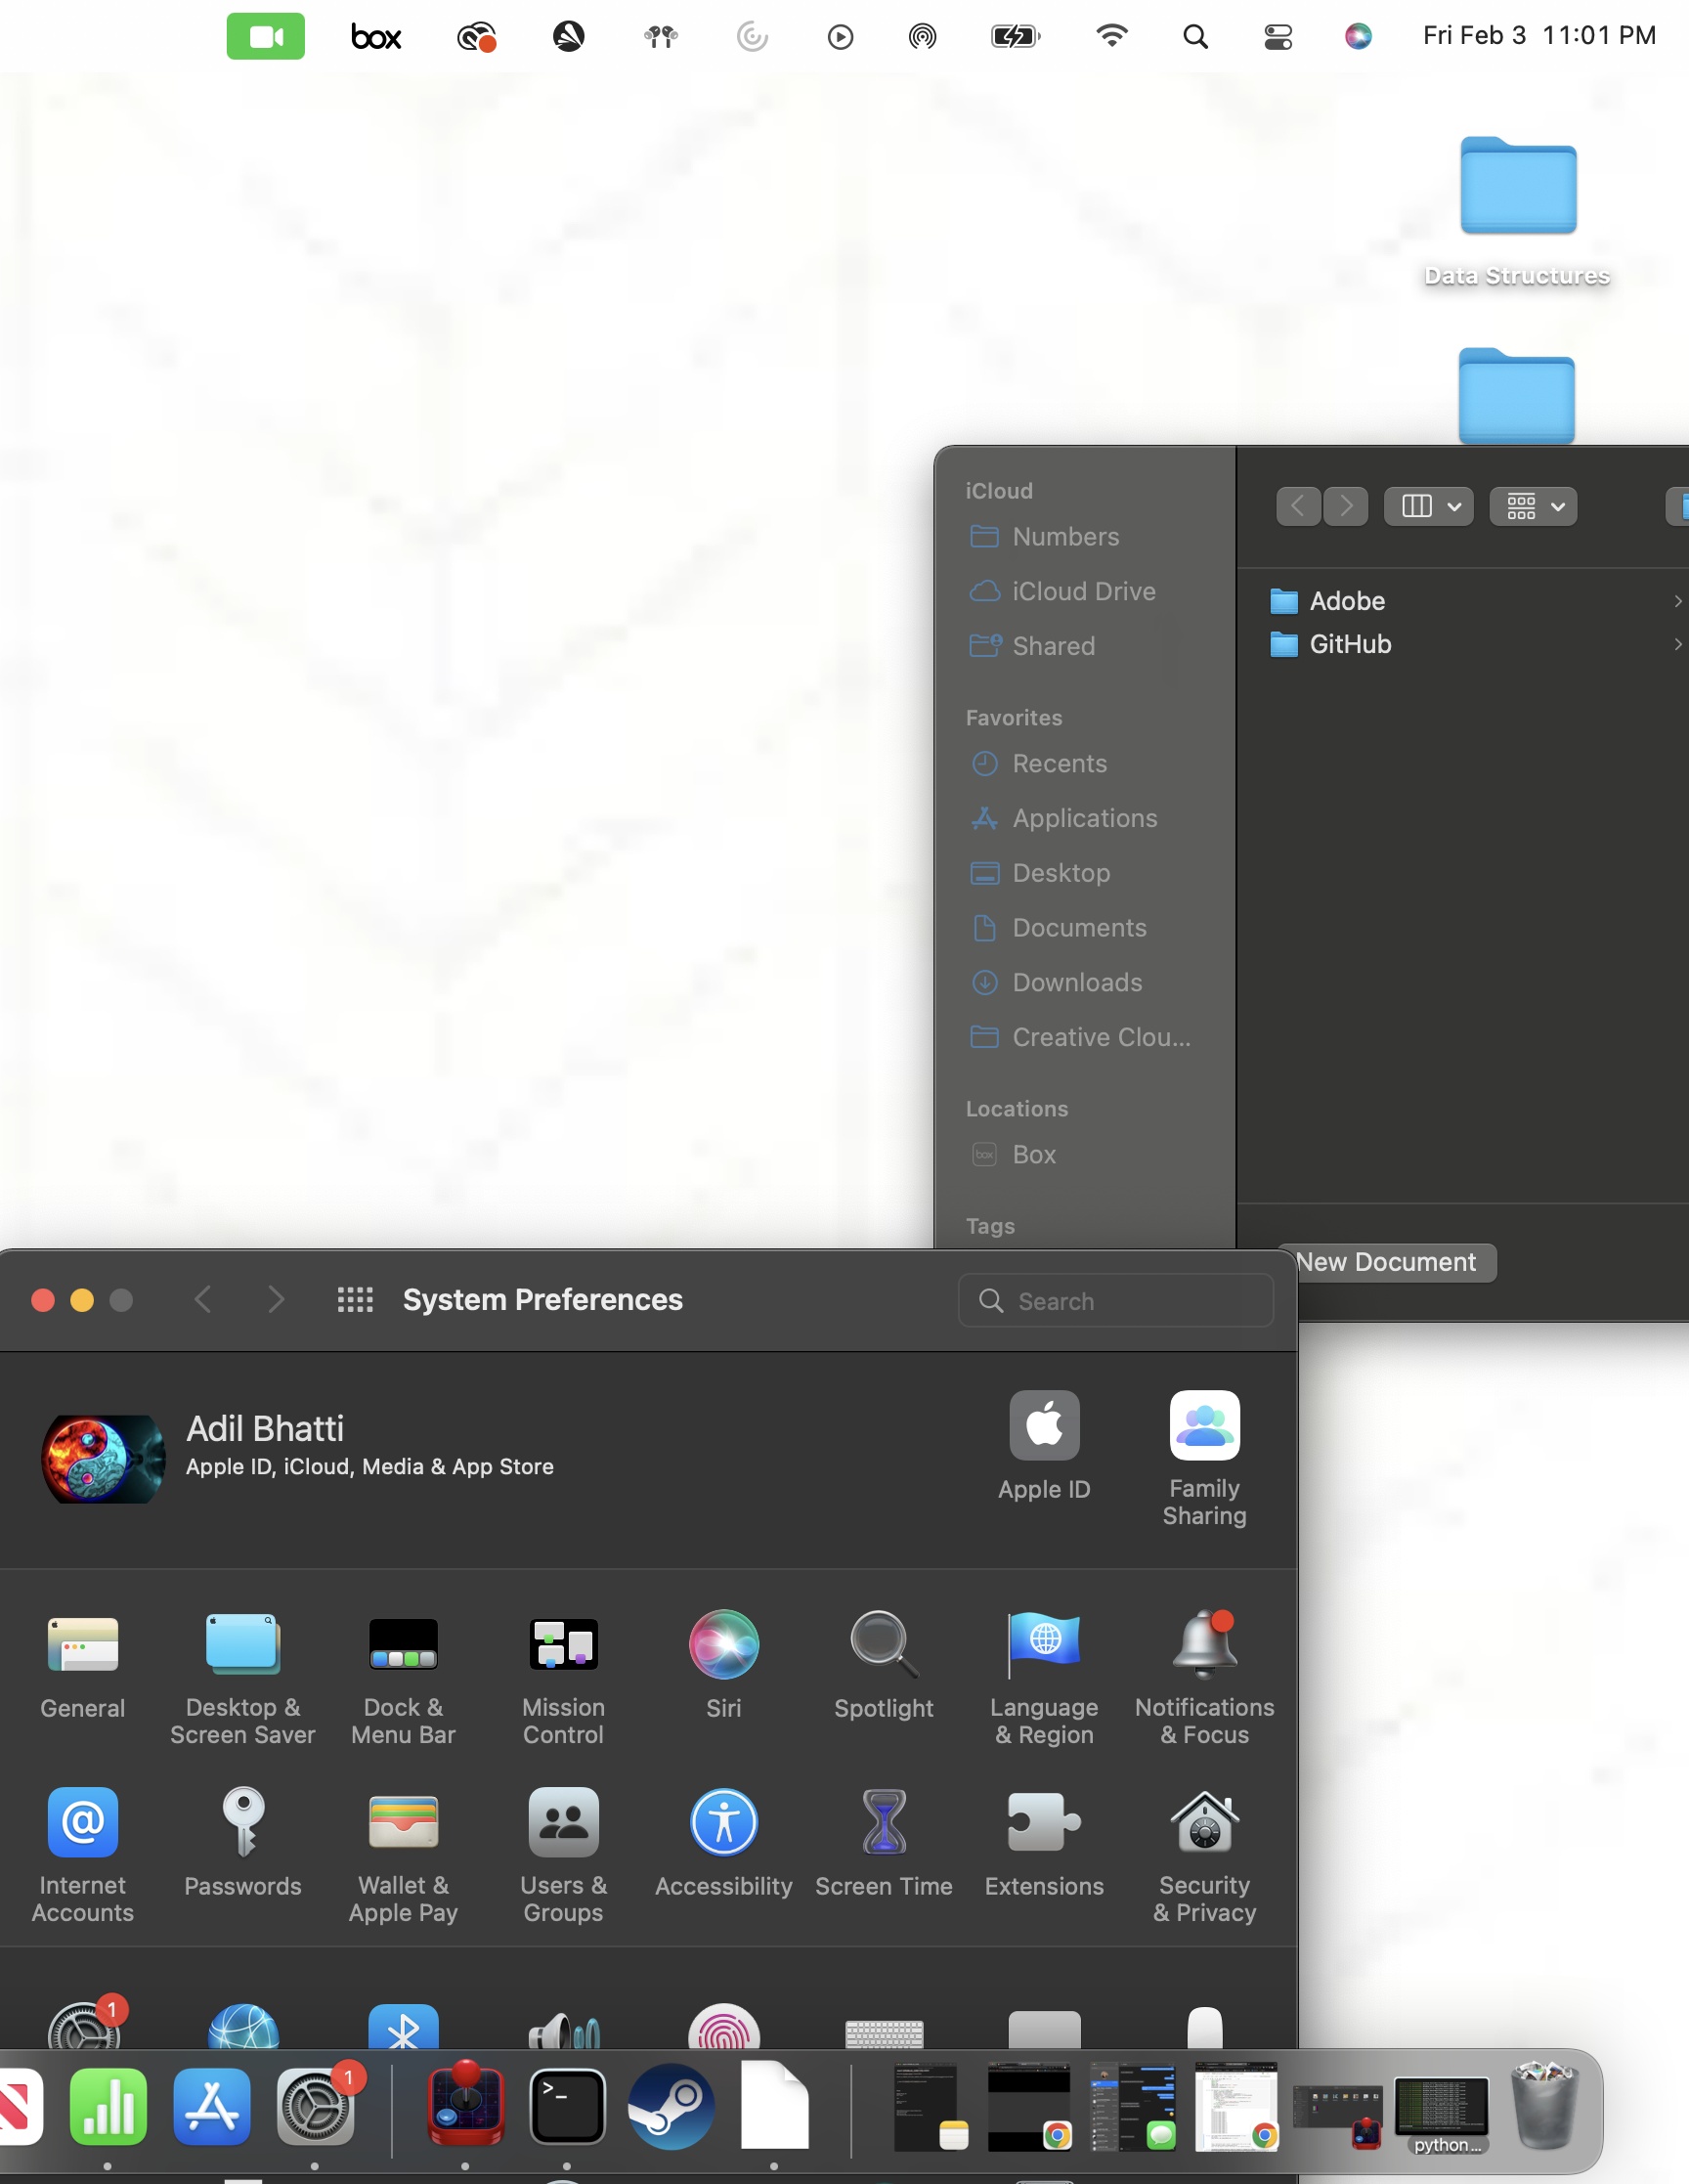 box
Fri Feb 3 11:01 PM
Data Structures
iCloud
Numbers
iCloud Drive
Shared
Favorites
Recents
Applications
Desktop
Documents
Downloads
Creative Clou...
Locations
box
Box
Tags
Adobe
GitHub
New Document
System Preferences
Search
Adil Bhatti
Apple ID, iCloud, Media & App Store
Apple ID
Family
Sharing
General
Desktop &
Screen Saver
Dock &
Menu Bar
Mission
Control
Siri
Spotlight
Language
& Region
Notifications
& Focus
@
Internet
Accounts
Passwords
Wallet &
Apple Pay
Users &
Groups
Accessibility
Screen Time
Extensions
Security
& Privacy
1
1
>_
python...